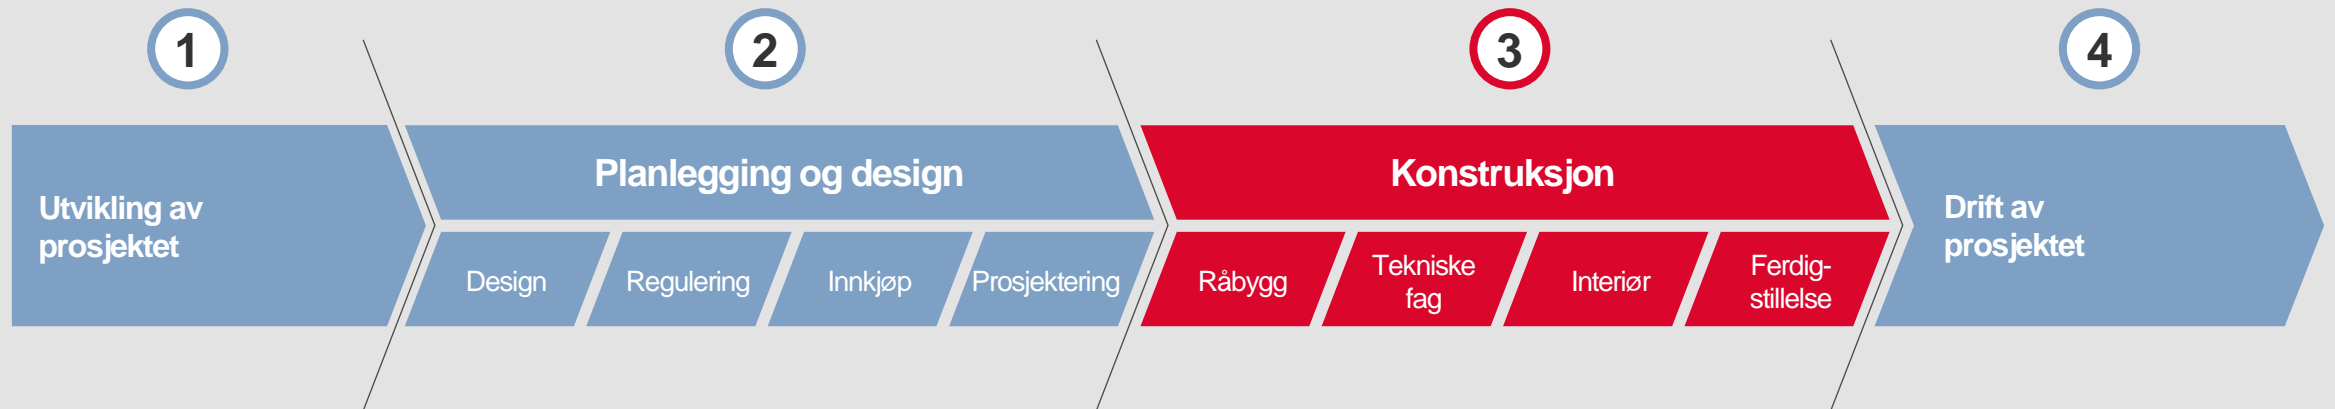 1
2
3
4
Utvikling av
prosjektet
Planlegging og design
Design
Regulering
Innkjøp
Prosjektering
Konstruksjon
Råbygg
Tekniske
fag
Interiør
Ferdig-
stillelse
Drift av
prosjektet